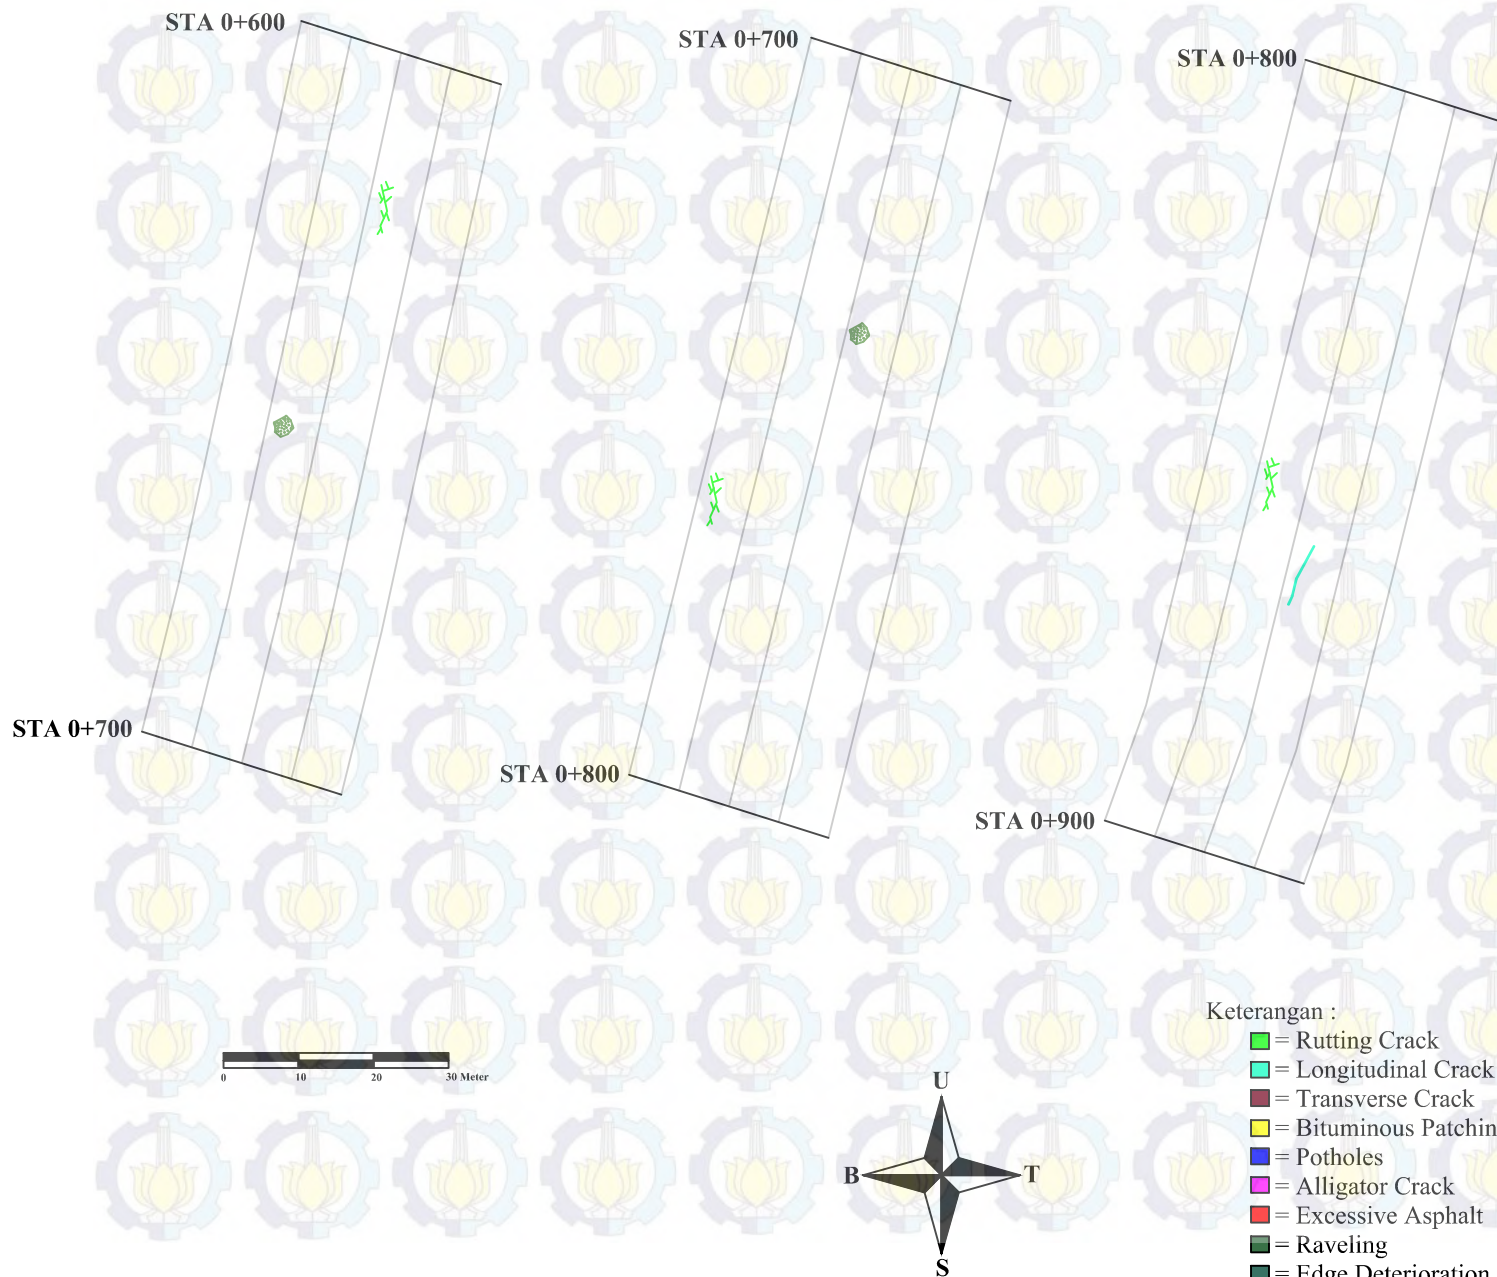 STA 0+600
STA 0+700
STA 0+800
STA 0+700
STA 0+800
STA 0+900
0 10 20 30 Meter
U
B
T
S
Keterangan :
= Rutting Crack
= Longitudinal Crack
= Transverse Crack
= Bituminous Patchin
= Potholes
= Alligator Crack
= Excessive Asphalt
= Raveling
= Edge Deterioration